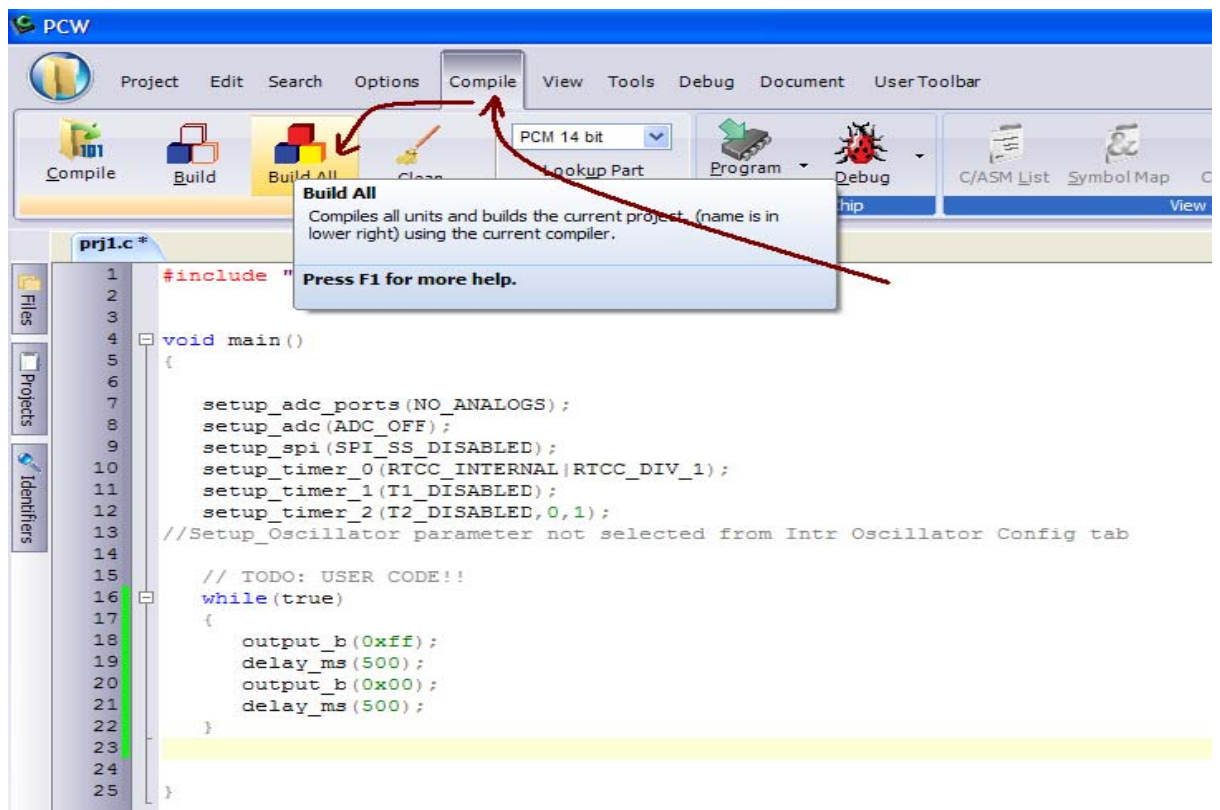 PCW
Project Edit Search Options Compile View Tools Debug Document User Toolbar
101
Compile Build Build All Clean PCM 14 bit Lookup Part Program Debug C/ASM List Symbol Map C
Chip View
Build All
Compiles all units and builds the current project. (name is in
lower right) using the current compiler.
Press F1 for more help.
prj1.c *
Files
Projects
Identifiers
1 #include "
2
3
4 void main()
5 {
6
7 setup_adc_ports(NO_ANALOGS);
8 setup_adc(ADC_OFF);
9 setup_spi(SPI_SS_DISABLED);
10 setup_timer_0(RTCC_INTERNAL|RTCC_DIV_1);
11 setup_timer_1(T1_DISABLED);
12 setup_timer_2(T2_DISABLED,0,1);
13 //Setup_Oscillator parameter not selected from Intr Oscillator Config tab
14
15 // TODO: USER CODE!!
16 while(true)
17 {
18 output_b(0xff);
19 delay_ms(500);
20 output_b(0x00);
21 delay_ms(500);
22 }
23
24
25 }